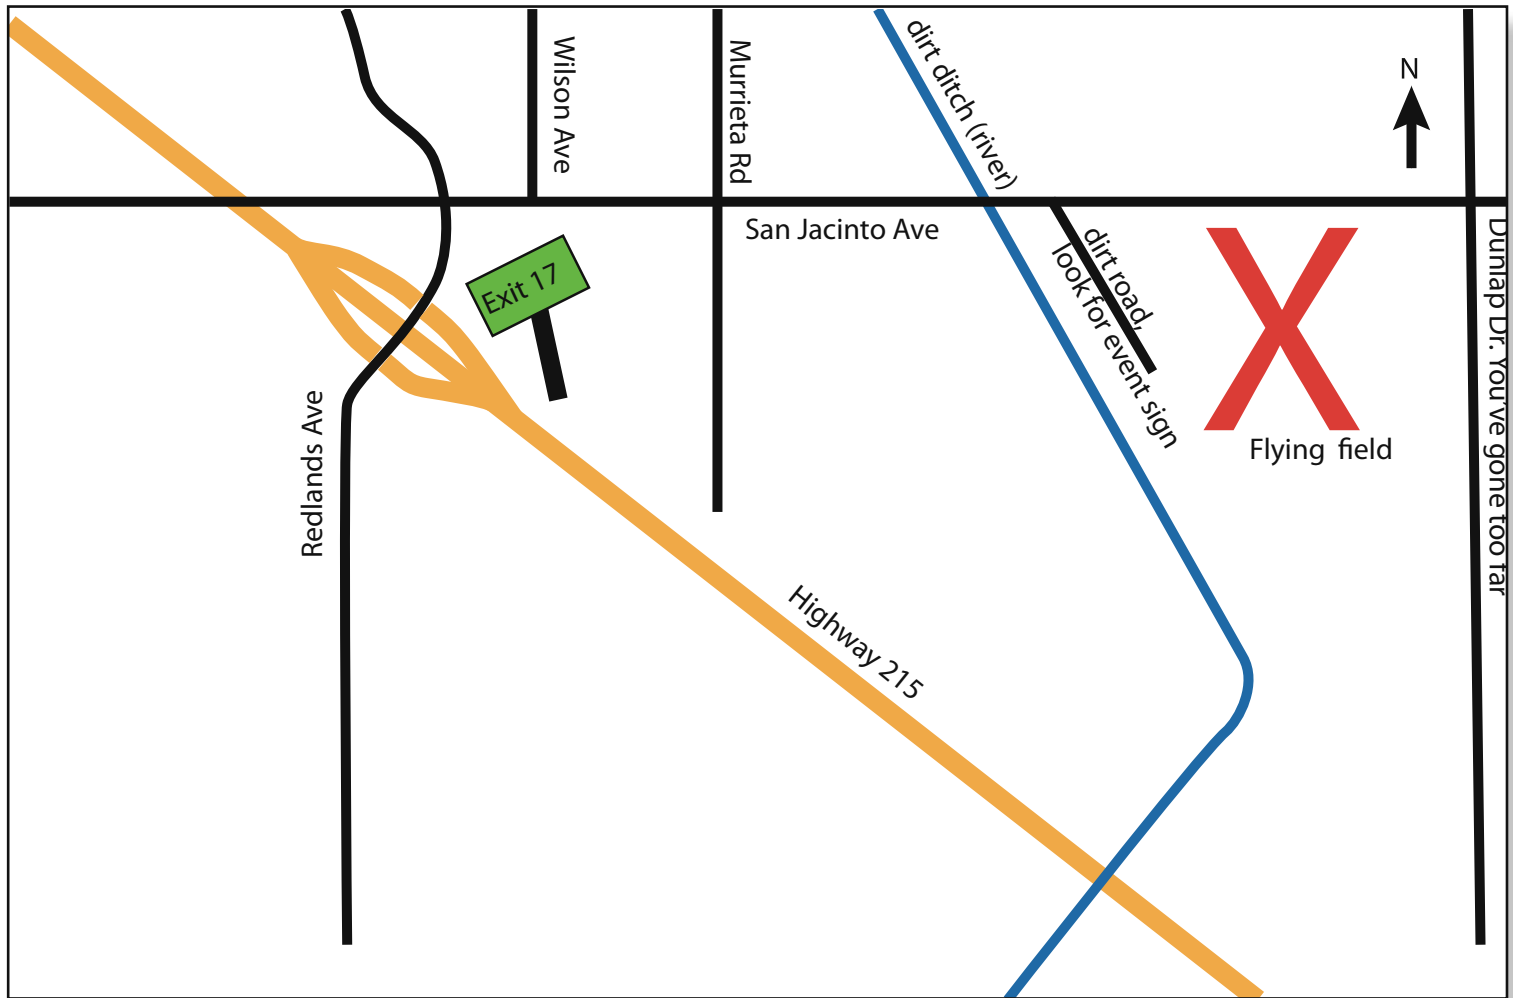 Wilson Ave
Murrieta Rd
dirt ditch (river)
N
San Jacinto Ave
Exit 17
dirt road,
look for event sign
Dunlap Dr. You've gone too far
Flying field
Redlands Ave
Highway 215